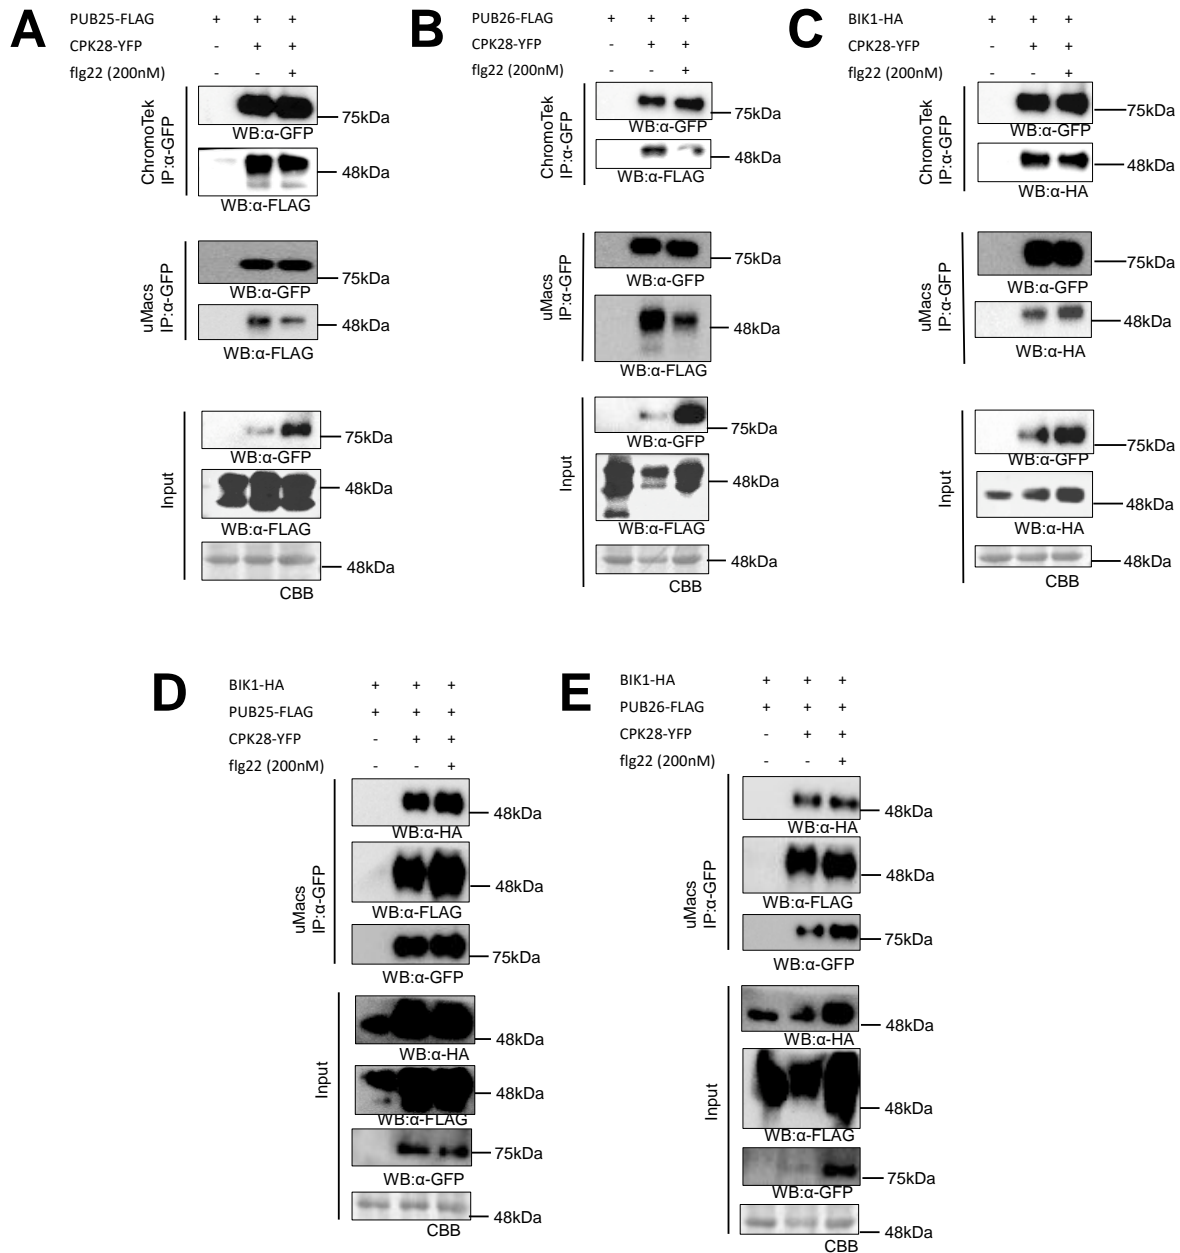 A
PUB25-FLAG + + +
CPK28-YFP - + +
flg22 (200nM) - - +
ChromoTek
IP:α-GFP
75kDa
WB:α-GFP
48kDa
WB:α-FLAG
uMacs
IP:α-GFP
75kDa
WB:α-GFP
48kDa
WB:α-FLAG
Input
75kDa
WB:α-GFP
48kDa
WB:α-FLAG
48kDa
CBB
B
PUB26-FLAG + + +
CPK28-YFP - + +
flg22 (200nM) - - +
ChromoTek
IP:α-GFP
75kDa
WB:α-GFP
48kDa
WB:α-FLAG
uMacs
IP:α-GFP
75kDa
WB:α-GFP
48kDa
WB:α-FLAG
Input
75kDa
WB:α-GFP
48kDa
WB:α-FLAG
48kDa
CBB
C
BIK1-HA + + +
CPK28-YFP - + +
flg22 (200nM) - - +
ChromoTek
IP:α-GFP
75kDa
WB:α-GFP
48kDa
WB:α-HA
uMacs
IP:α-GFP
75kDa
WB:α-GFP
48kDa
WB:α-HA
Input
75kDa
WB:α-GFP
48kDa
WB:α-HA
48kDa
CBB
D
BIK1-HA + + +
PUB25-FLAG + + +
CPK28-YFP - + +
flg22 (200nM) - - +
uMacs
IP:α-GFP
48kDa
WB:α-HA
48kDa
WB:α-FLAG
75kDa
WB:α-GFP
Input
48kDa
WB:α-HA
48kDa
WB:α-FLAG
75kDa
WB:α-GFP
48kDa
CBB
E
BIK1-HA + + +
PUB26-FLAG + + +
CPK28-YFP - + +
flg22 (200nM) - - +
uMacs
IP:α-GFP
48kDa
WB:α-HA
48kDa
WB:α-FLAG
75kDa
WB:α-GFP
Input
48kDa
WB:α-HA
48kDa
WB:α-FLAG
75kDa
WB:α-GFP
48kDa
CBB